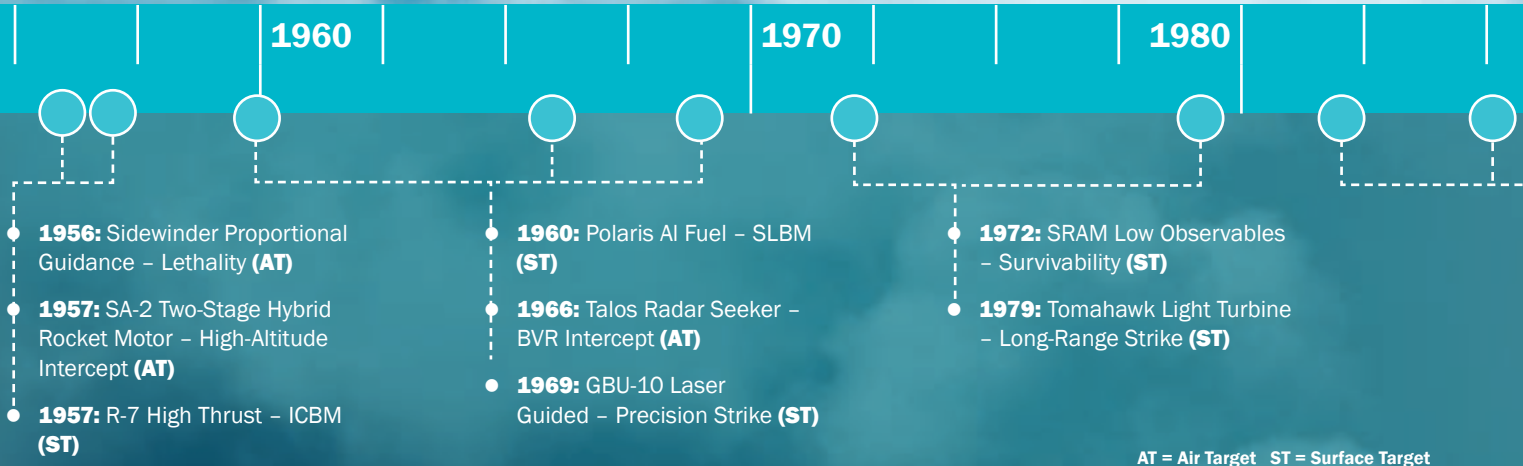 1960
1970
1980
1956: Sidewinder Proportional
Guidance – Lethality (AT)
1957: SA-2 Two-Stage Hybrid
Rocket Motor – High-Altitude
Intercept (AT)
1957: R-7 High Thrust – ICBM
(ST)
1960: Polaris Al Fuel – SLBM
(ST)
1966: Talos Radar Seeker –
BVR Intercept (AT)
1969: GBU-10 Laser
Guided – Precision Strike (ST)
1972: SRAM Low Observables
– Survivability (ST)
1979: Tomahawk Light Turbine
– Long-Range Strike (ST)
AT = Air Target ST = Surface Target